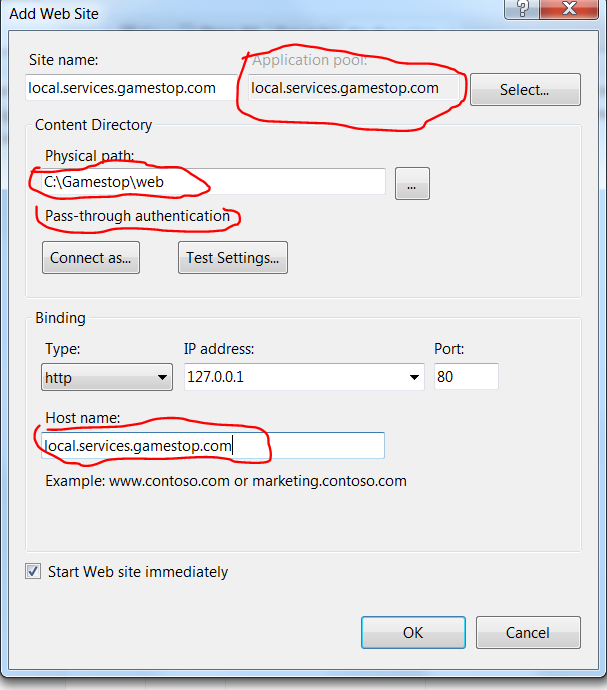 Add Web Site
Site name:
Application pool:
local.services.gamestop.com
local.services.gamestop.com
Select...
Content Directory
Physical path:
C:\Gamestop\web
...
Pass-through authentication
Connect as...
Test Settings...
Binding
Type:
IP address:
Port:
http
127.0.0.1
80
Host name:
local.services.gamestop.com
Example: www.contoso.com or marketing.contoso.com
Start Web site immediately
OK
Cancel